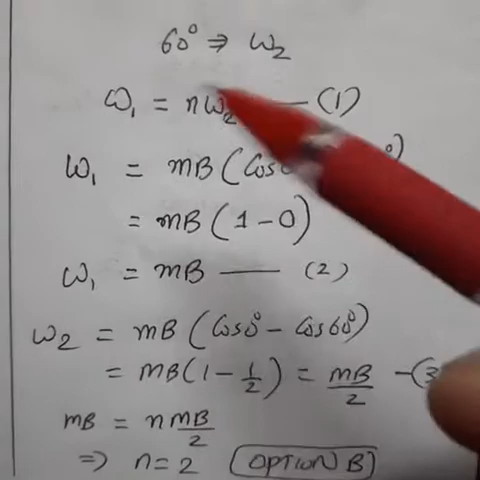 60° ⇒ W₂
W₁ = nW₂ — (1)
W₁ = mB(Cos
= mB(1-0)
W₁ = mB — (2)
W₂ = mB(Cos0° - Cos60°)
= mB(1 - 1/2) = mB/2 - (3
mB = n mB/2
⇒ n = 2 (OPTION B)